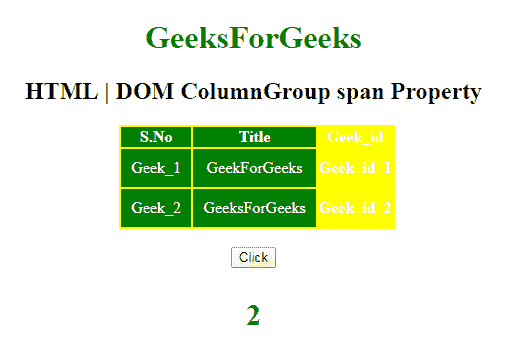 GeeksForGeeks
HTML | DOM ColumnGroup span Property
S.No Title Geek_id
Geek_1 GeekForGeeks Geek_id_1
Geek_2 GeeksForGeeks Geek_id_2
Click
2